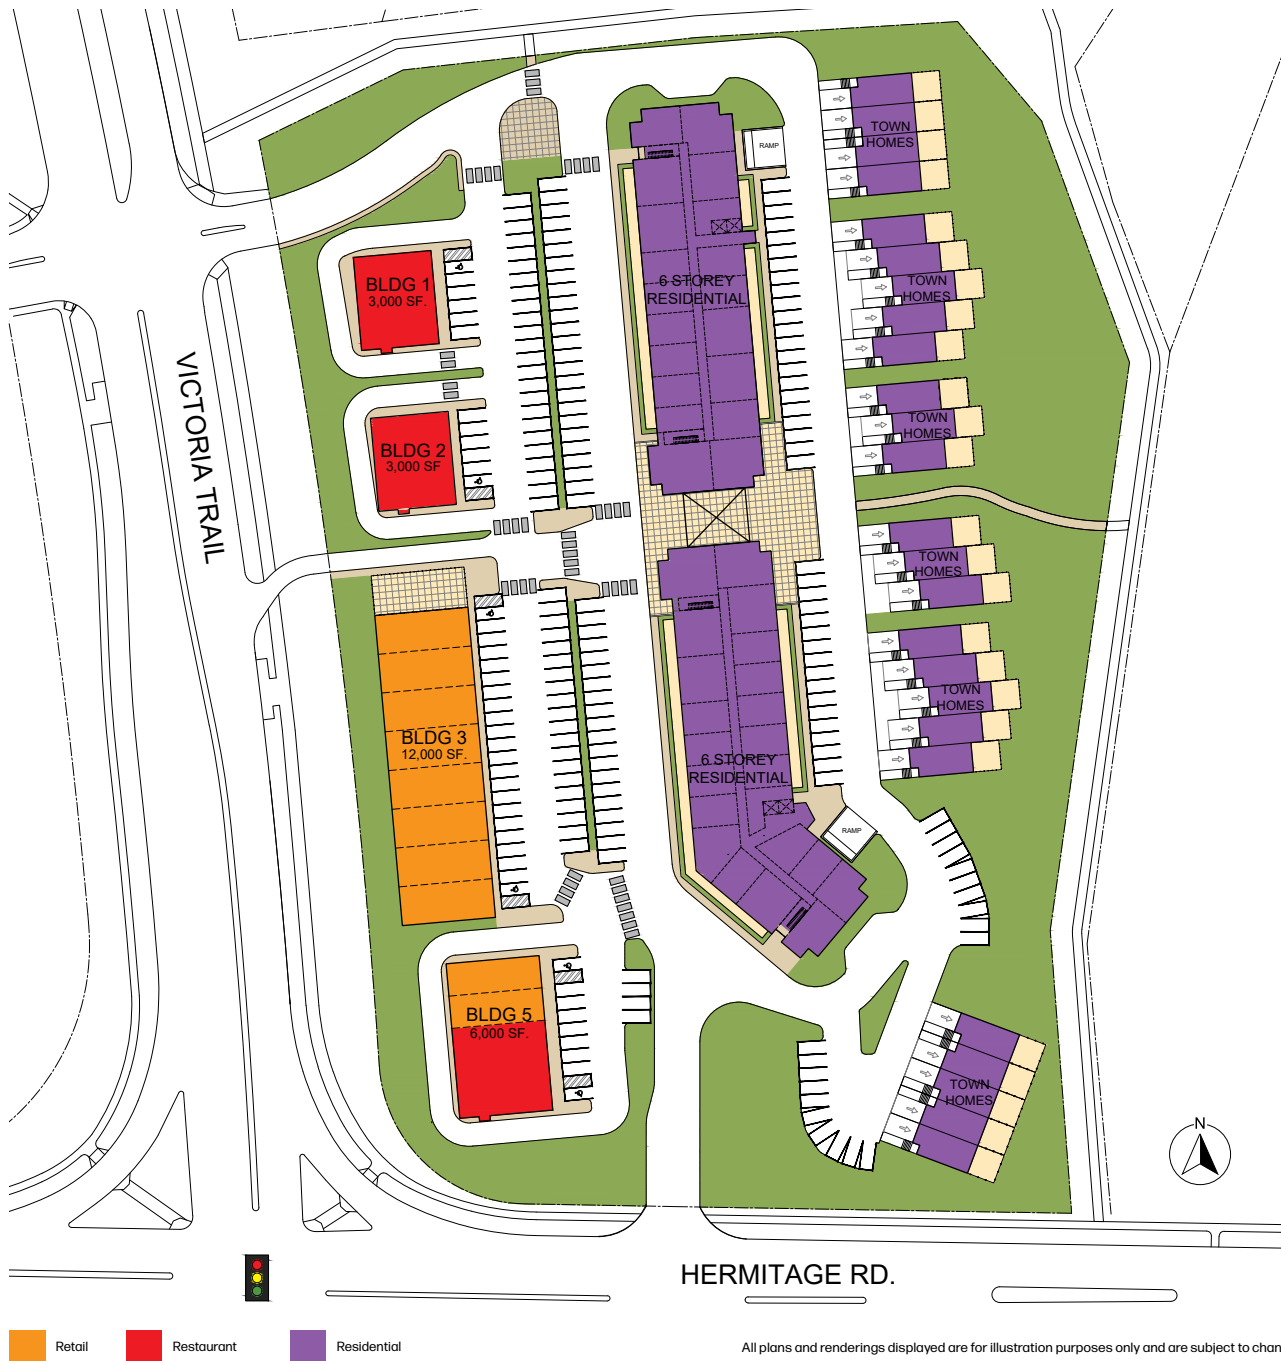 RAMP
TOWN
HOMES
BLDG 1
3,000 SF.
6 STOREY
RESIDENTIAL
TOWN
HOMES
VICTORIA TRAIL
BLDG 2
3,000 SF
TOWN
HOMES
TOWN
HOMES
BLDG 3
12,000 SF.
6 STOREY
RESIDENTIAL
TOWN
HOMES
RAMP
BLDG 5
6,000 SF.
TOWN
HOMES
N
HERMITAGE RD.
Retail
Restaurant
Residential
All plans and renderings displayed are for illustration purposes only and are subject to chan